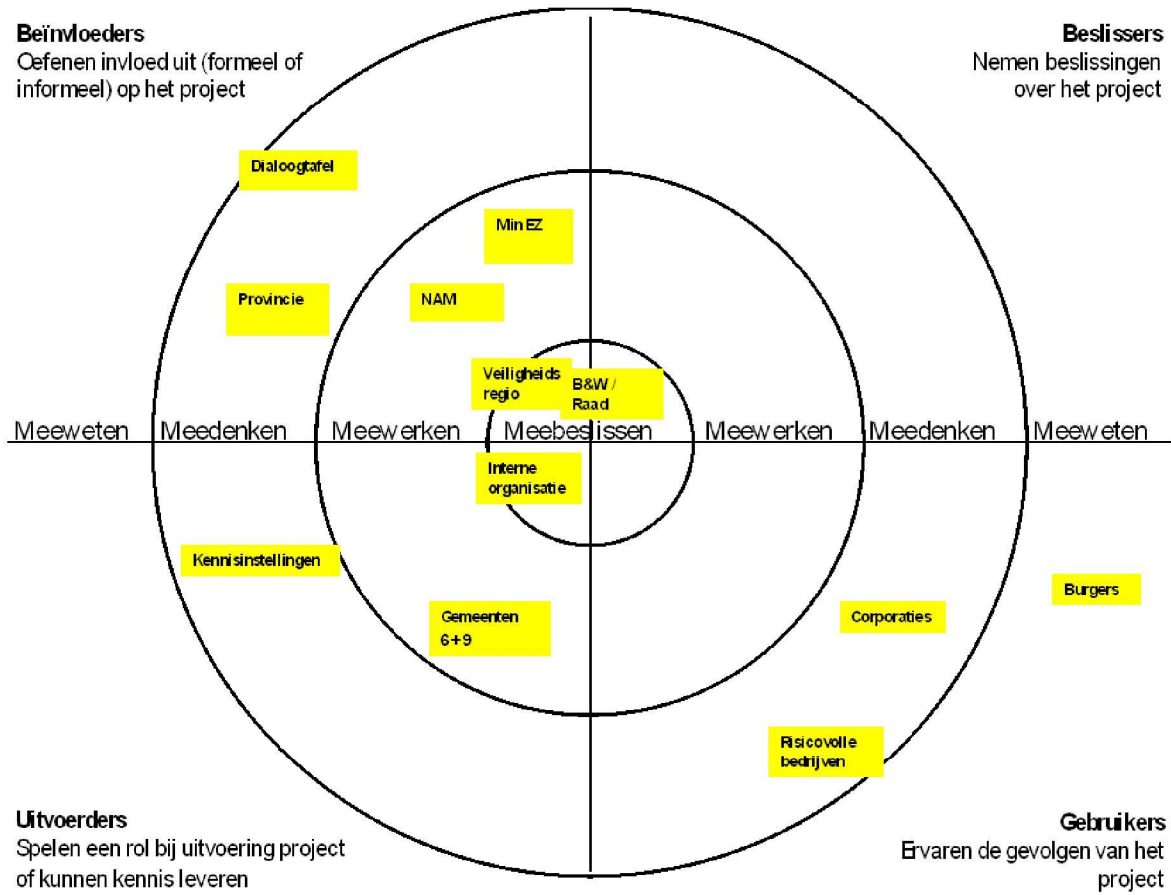 Beïnvloeders
Oefenen invloed uit (formeel of
informeel) op het project
Beslissers
Nemen beslissingen
over het project
Dialoogtafel
Min EZ
Provincie
NAM
Veiligheids
regio
B&W /
Raad
Meeweten Meedenken Meewerken Meebeslissen Meewerken Meedenken Meeweten
Interne
organisatie
Kennisinstellingen
Gemeenten
6+9
Corporaties
Burgers
Risicovolle
bedrijven
Uitvoerders
Spelen een rol bij uitvoering project
of kunnen kennis leveren
Gebruikers
Ervaren de gevolgen van het
project